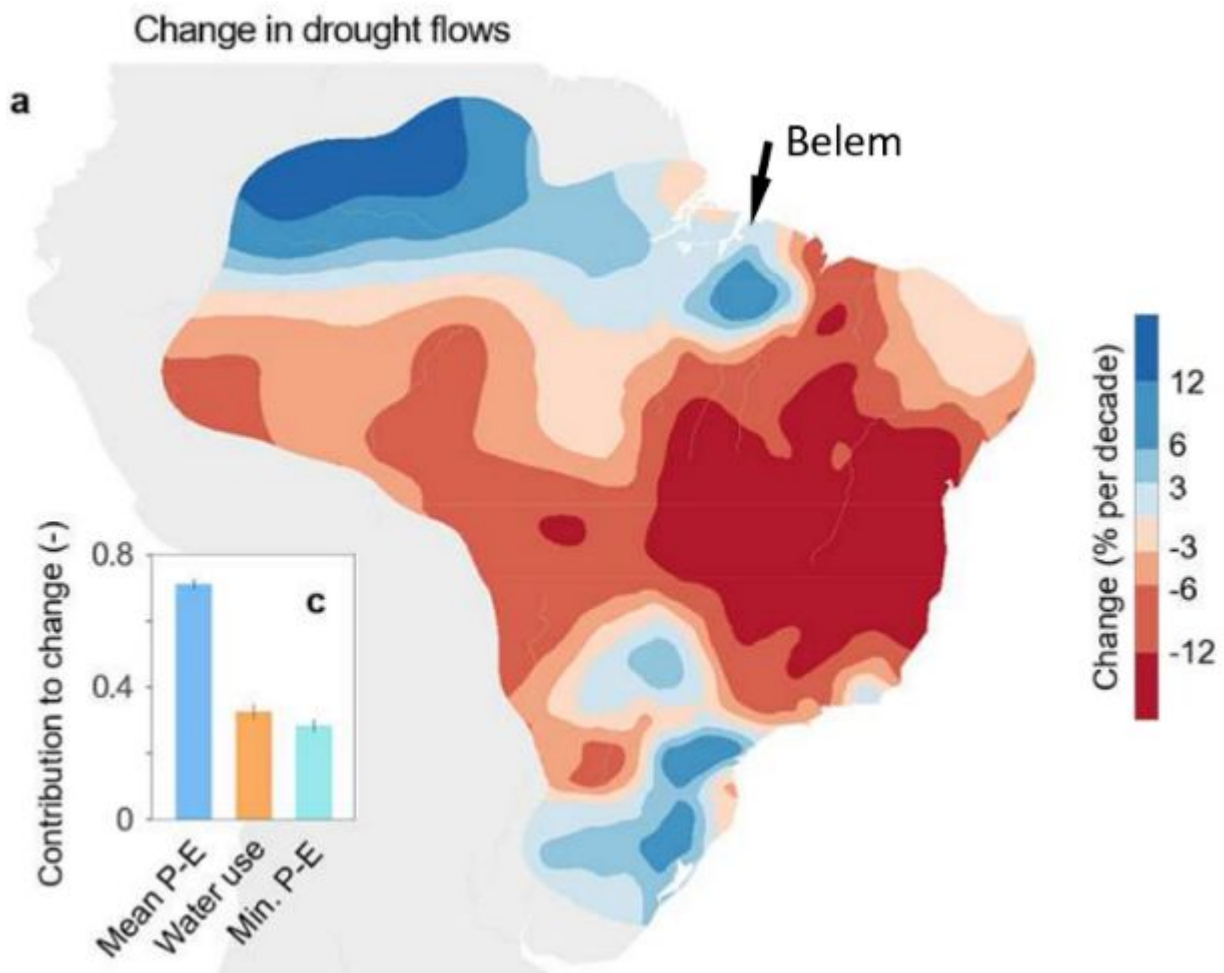 Change in drought flows
a
Belem
Change (% per decade)
12
6
3
-3
-6
-12
Contribution to change (-)
0.8
0.4
0
c
Mean P-E
Water use
Min. P-E